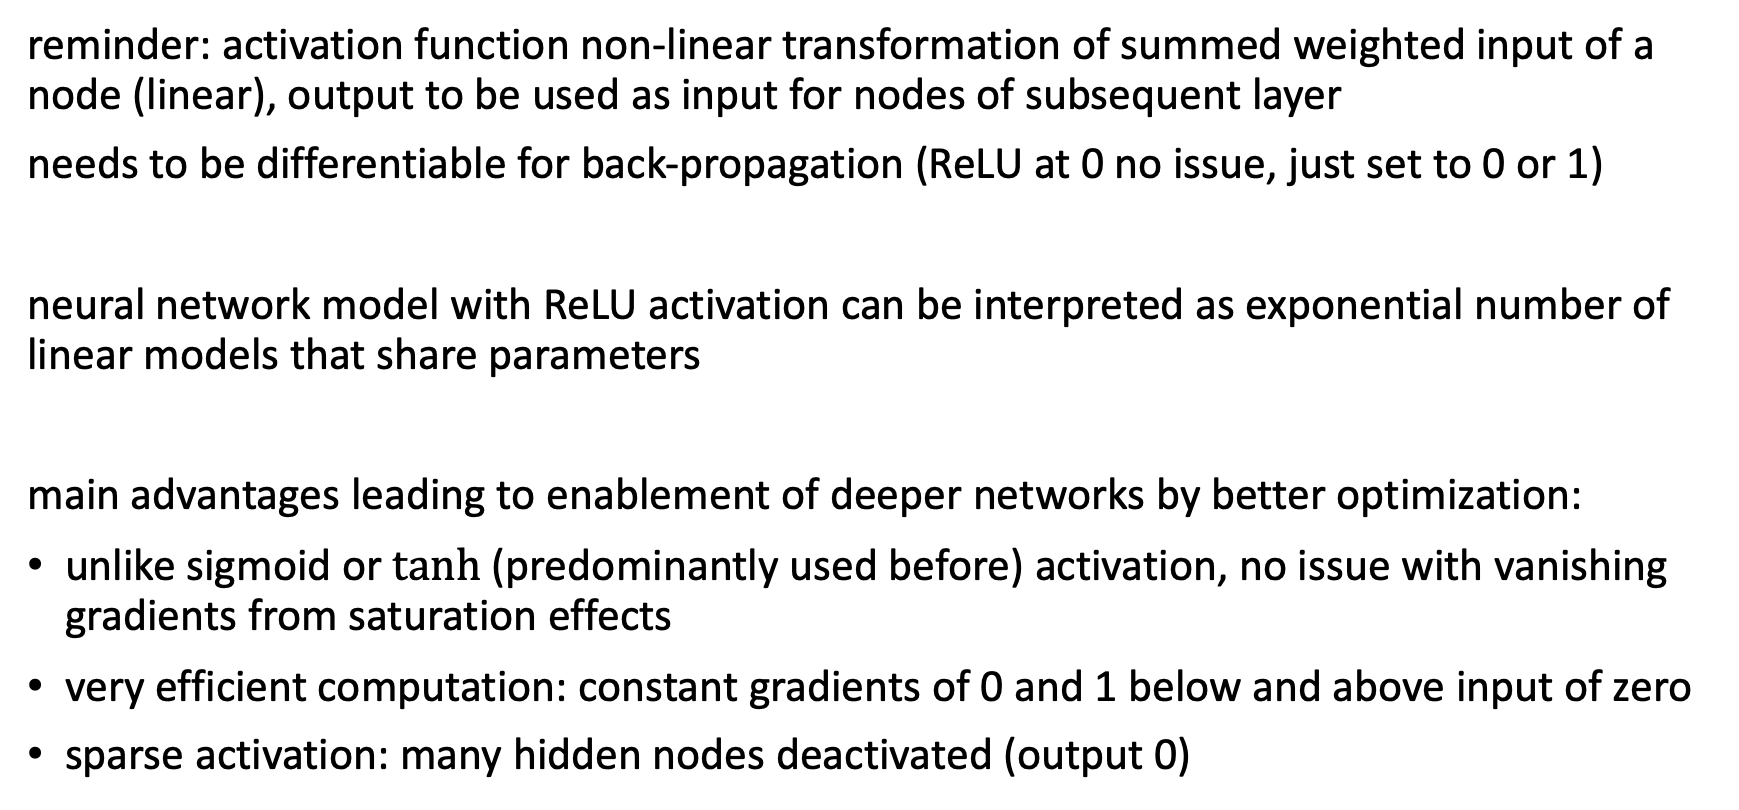 reminder: activation function non-linear transformation of summed weighted input of a
node (linear), output to be used as input for nodes of subsequent layer
needs to be differentiable for back-propagation (ReLU at 0 no issue, just set to 0 or 1)
neural network model with ReLU activation can be interpreted as exponential number of
linear models that share parameters
main advantages leading to enablement of deeper networks by better optimization:
• unlike sigmoid or tanh (predominantly used before) activation, no issue with vanishing
gradients from saturation effects
• very efficient computation: constant gradients of 0 and 1 below and above input of zero
• sparse activation: many hidden nodes deactivated (output 0)